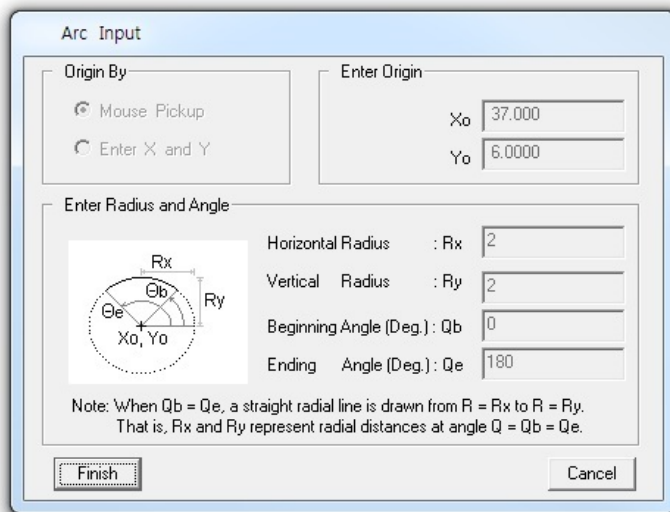 Arc Input
Origin By
Mouse Pickup
Enter X and Y
Enter Origin
Xo 37.000
Yo 6.0000
Enter Radius and Angle
Rx
Θb
Ry
Θe
Xo, Yo
Horizontal Radius : Rx 2
Vertical Radius : Ry 2
Beginning Angle (Deg.) : Qb 0
Ending Angle (Deg.) : Qe 180
Note: When Qb = Qe, a straight radial line is drawn from R = Rx to R = Ry.
That is, Rx and Ry represent radial distances at angle Q = Qb = Qe.
Finish
Cancel